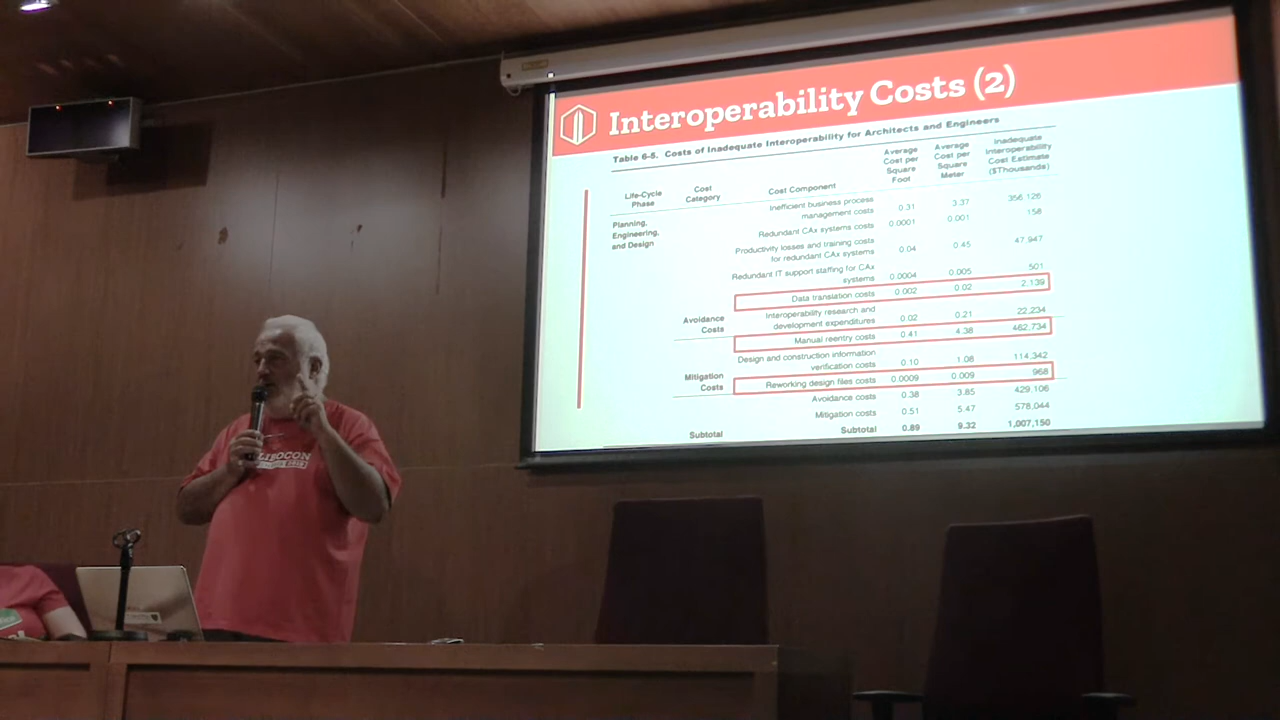 Interoperability Costs (2)
Table 6-5. Costs of Inadequate Interoperability for Architects and Engineers
Life-Cycle
Phase
Cost
Category
Cost Component
Average
Cost per
Square
Foot
Average
Cost per
Square
Meter
Inadequate
Interoperability
Cost Estimate
($Thousands)
Planning,
Engineering,
and Design
Inefficient business process
management costs 0.31 3.37 356,126
Redundant CAx systems costs 0.0001 0.001 158
Productivity losses and training costs
for redundant CAx systems 0.04 0.45 47,947
Redundant IT support staffing for CAx
systems 0.0004 0.005 501
Data translation costs 0.002 0.02 2,139
Avoidance
Costs
Interoperability research and
development expenditures 0.02 0.21 22,234
Manual reentry costs 0.41 4.38 462,734
Design and construction information
verification costs 0.10 1.08 114,342
Mitigation
Costs
Reworking design files costs 0.0009 0.009 968
Avoidance costs 0.38 3.85 429,106
Mitigation costs 0.51 5.47 578,044
Subtotal Subtotal 0.89 9.32 1,007,150
LIBOCON
2019